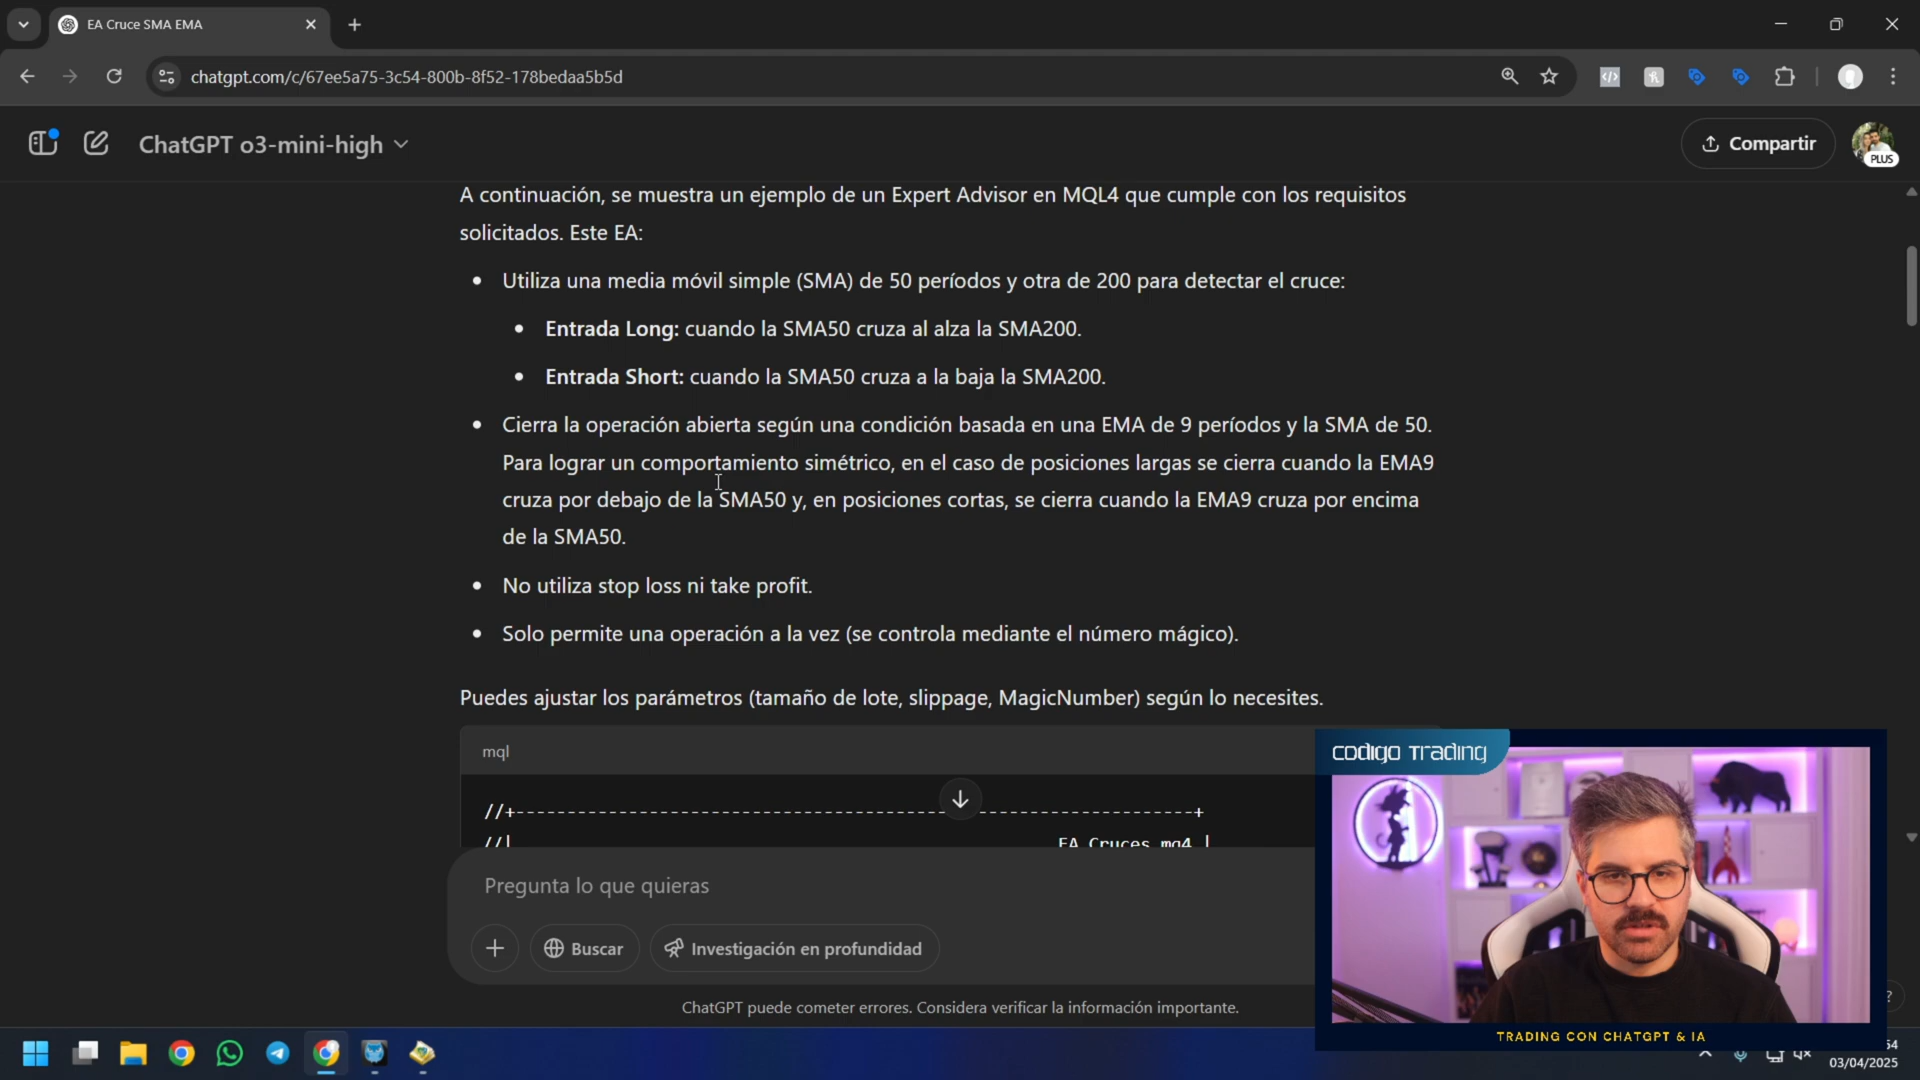 EA Cruce SMA EMA
chatgpt.com/c/67ee5a75-3c54-800b-8f52-178bedaa5b5d
ChatGPT o3-mini-high
Compartir
PLUS
A continuación, se muestra un ejemplo de un Expert Advisor en MQL4 que cumple con los requisitos
solicitados. Este EA:
• Utiliza una media móvil simple (SMA) de 50 períodos y otra de 200 para detectar el cruce:
• Entrada Long: cuando la SMA50 cruza al alza la SMA200.
• Entrada Short: cuando la SMA50 cruza a la baja la SMA200.
• Cierra la operación abierta según una condición basada en una EMA de 9 períodos y la SMA de 50.
Para lograr un comportamiento simétrico, en el caso de posiciones largas se cierra cuando la EMA9
cruza por debajo de la SMA50 y, en posiciones cortas, se cierra cuando la EMA9 cruza por encima
de la SMA50.
• No utiliza stop loss ni take profit.
• Solo permite una operación a la vez (se controla mediante el número mágico).
Puedes ajustar los parámetros (tamaño de lote, slippage, MagicNumber) según lo necesites.
mql
//+------------------------------------------------------------------+
//| EA Cruces.mq4 |
Pregunta lo que quieras
Buscar
Investigación en profundidad
ChatGPT puede cometer errores. Considera verificar la información importante.
?
codigo Trading
TRADING CON CHATGPT & IA
54
03/04/2025